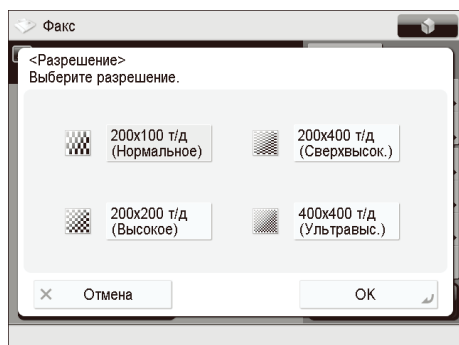 Факс
<Разрешение>
Выберите разрешение.
200x100 т/д
(Нормальное)
200x400 т/д
(Сверхвысок.)
200x200 т/д
(Высокое)
400x400 т/д
(Ультравыс.)
Отмена
OK